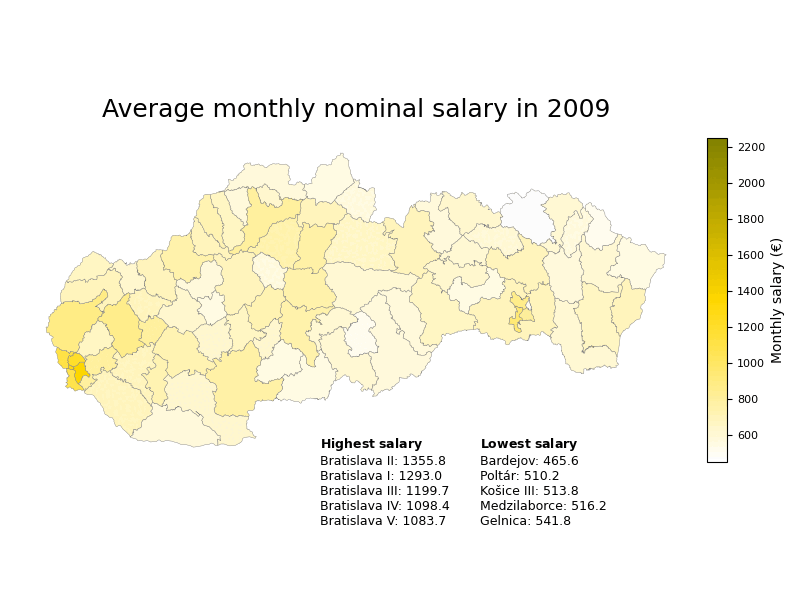 Average monthly nominal salary in 2009
2200
2000
1800
1600
1400
1200
1000
800
600
Monthly salary (€)
Highest salary
Bratislava II: 1355.8
Bratislava I: 1293.0
Bratislava III: 1199.7
Bratislava IV: 1098.4
Bratislava V: 1083.7
Lowest salary
Bardejov: 465.6
Poltár: 510.2
Košice III: 513.8
Medzilaborce: 516.2
Gelnica: 541.8